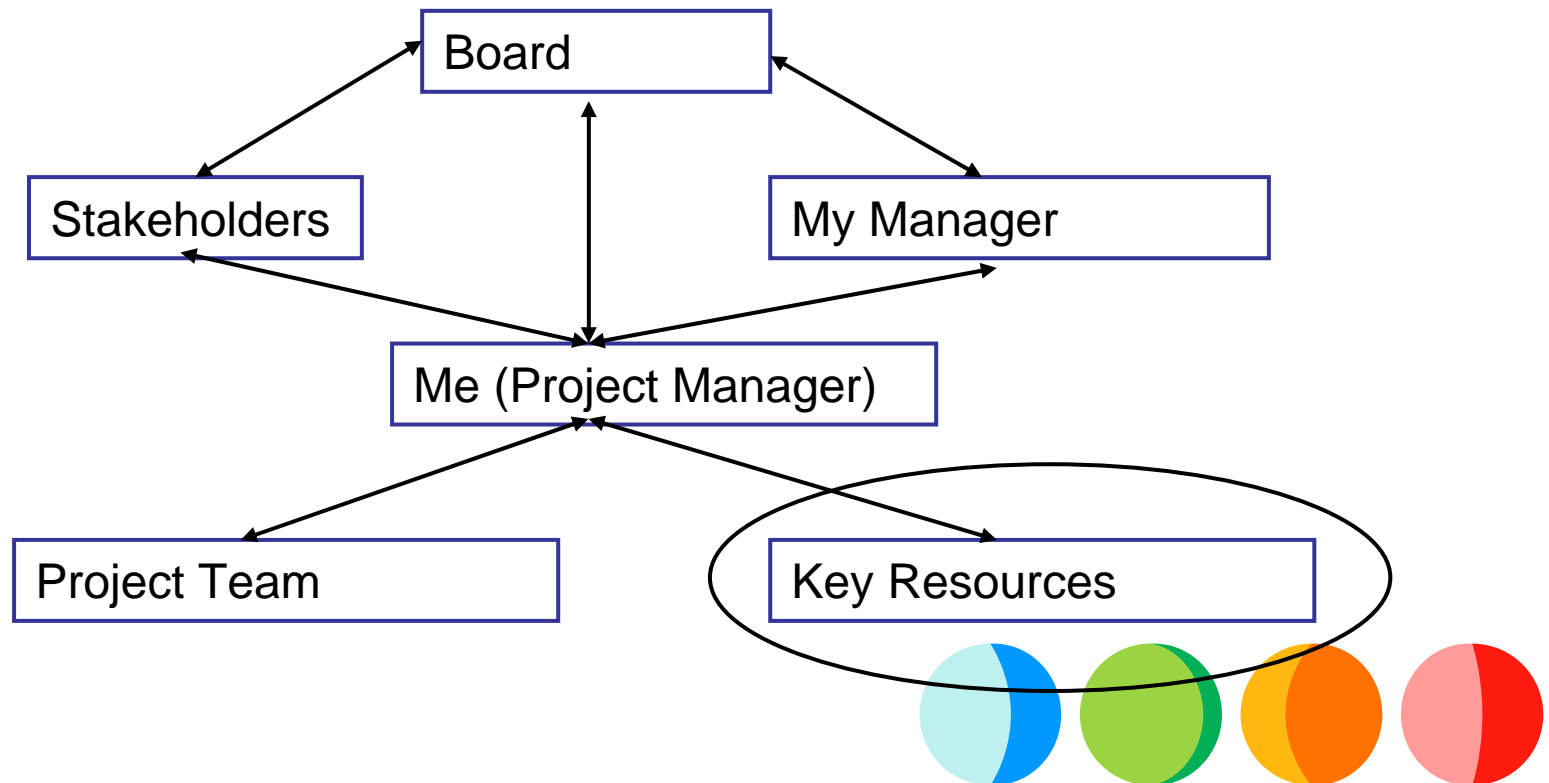 Board
Stakeholders
My Manager
Me (Project Manager)
Project Team
Key Resources